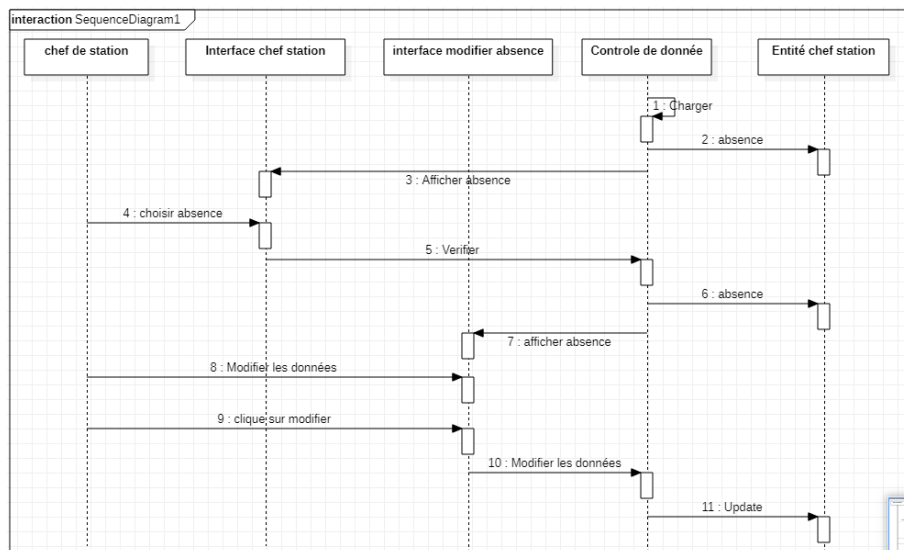 interaction SequenceDiagram1
chef de station
Interface chef station
interface modifier absence
Controle de donnée
Entité chef station
1 : Charger
2 : absence
3 : Afficher absence
4 : choisir absence
5 : Verifier
6 : absence
7 : afficher absence
8 : Modifier les données
9 : clique sur modifier
10 : Modifier les données
11 : Update